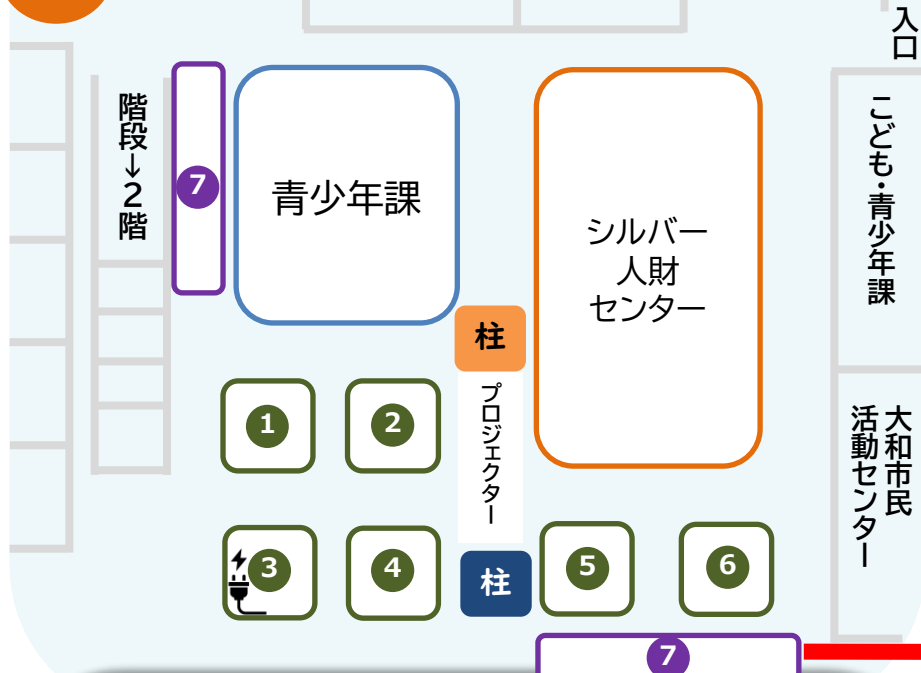 入口
階段→2階
7
青少年課
シルバー
人財
センター
こども・青少年課
柱
プロジェクター
1
2
大和市民
活動センター
3
4
柱
5
6
7